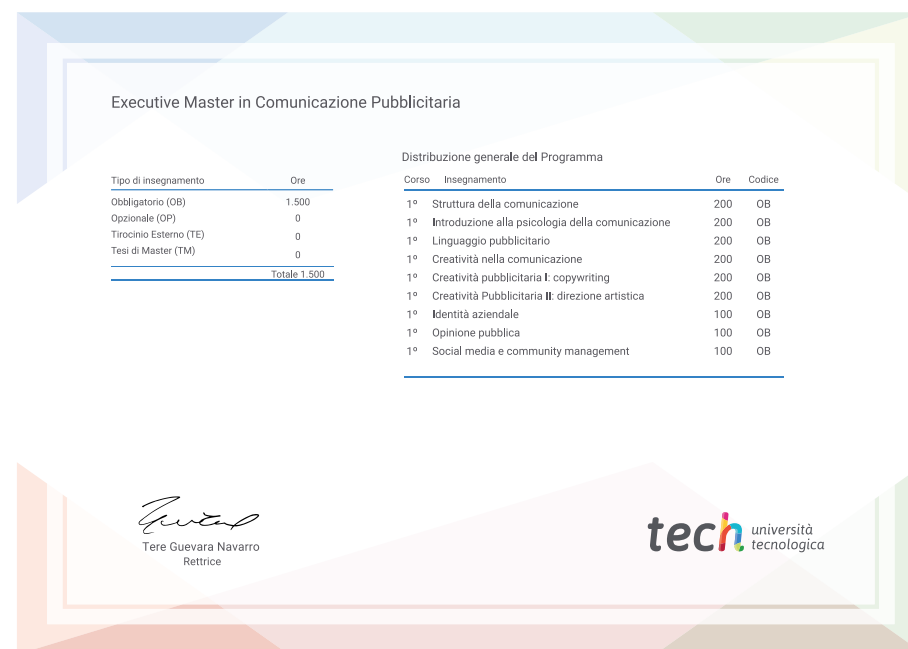 Executive Master in Comunicazione Pubblicitaria
Tipo di insegnamento Ore
Obbligatorio (OB) 1.500
Opzionale (OP) 0
Tirocinio Esterno (TE) 0
Tesi di Master (TM) 0
Totale 1.500
Distribuzione generale del Programma
Corso Insegnamento Ore Codice
1º Struttura della comunicazione 200 OB
1º Introduzione alla psicologia della comunicazione 200 OB
1º Linguaggio pubblicitario 200 OB
1º Creatività nella comunicazione 200 OB
1º Creatività pubblicitaria I: copywriting 200 OB
1º Creatività Pubblicitaria II: direzione artistica 200 OB
1º Identità aziendale 100 OB
1º Opinione pubblica 100 OB
1º Social media e community management 100 OB
Tere Guevara Navarro
Rettrice
tech università
tecnologica